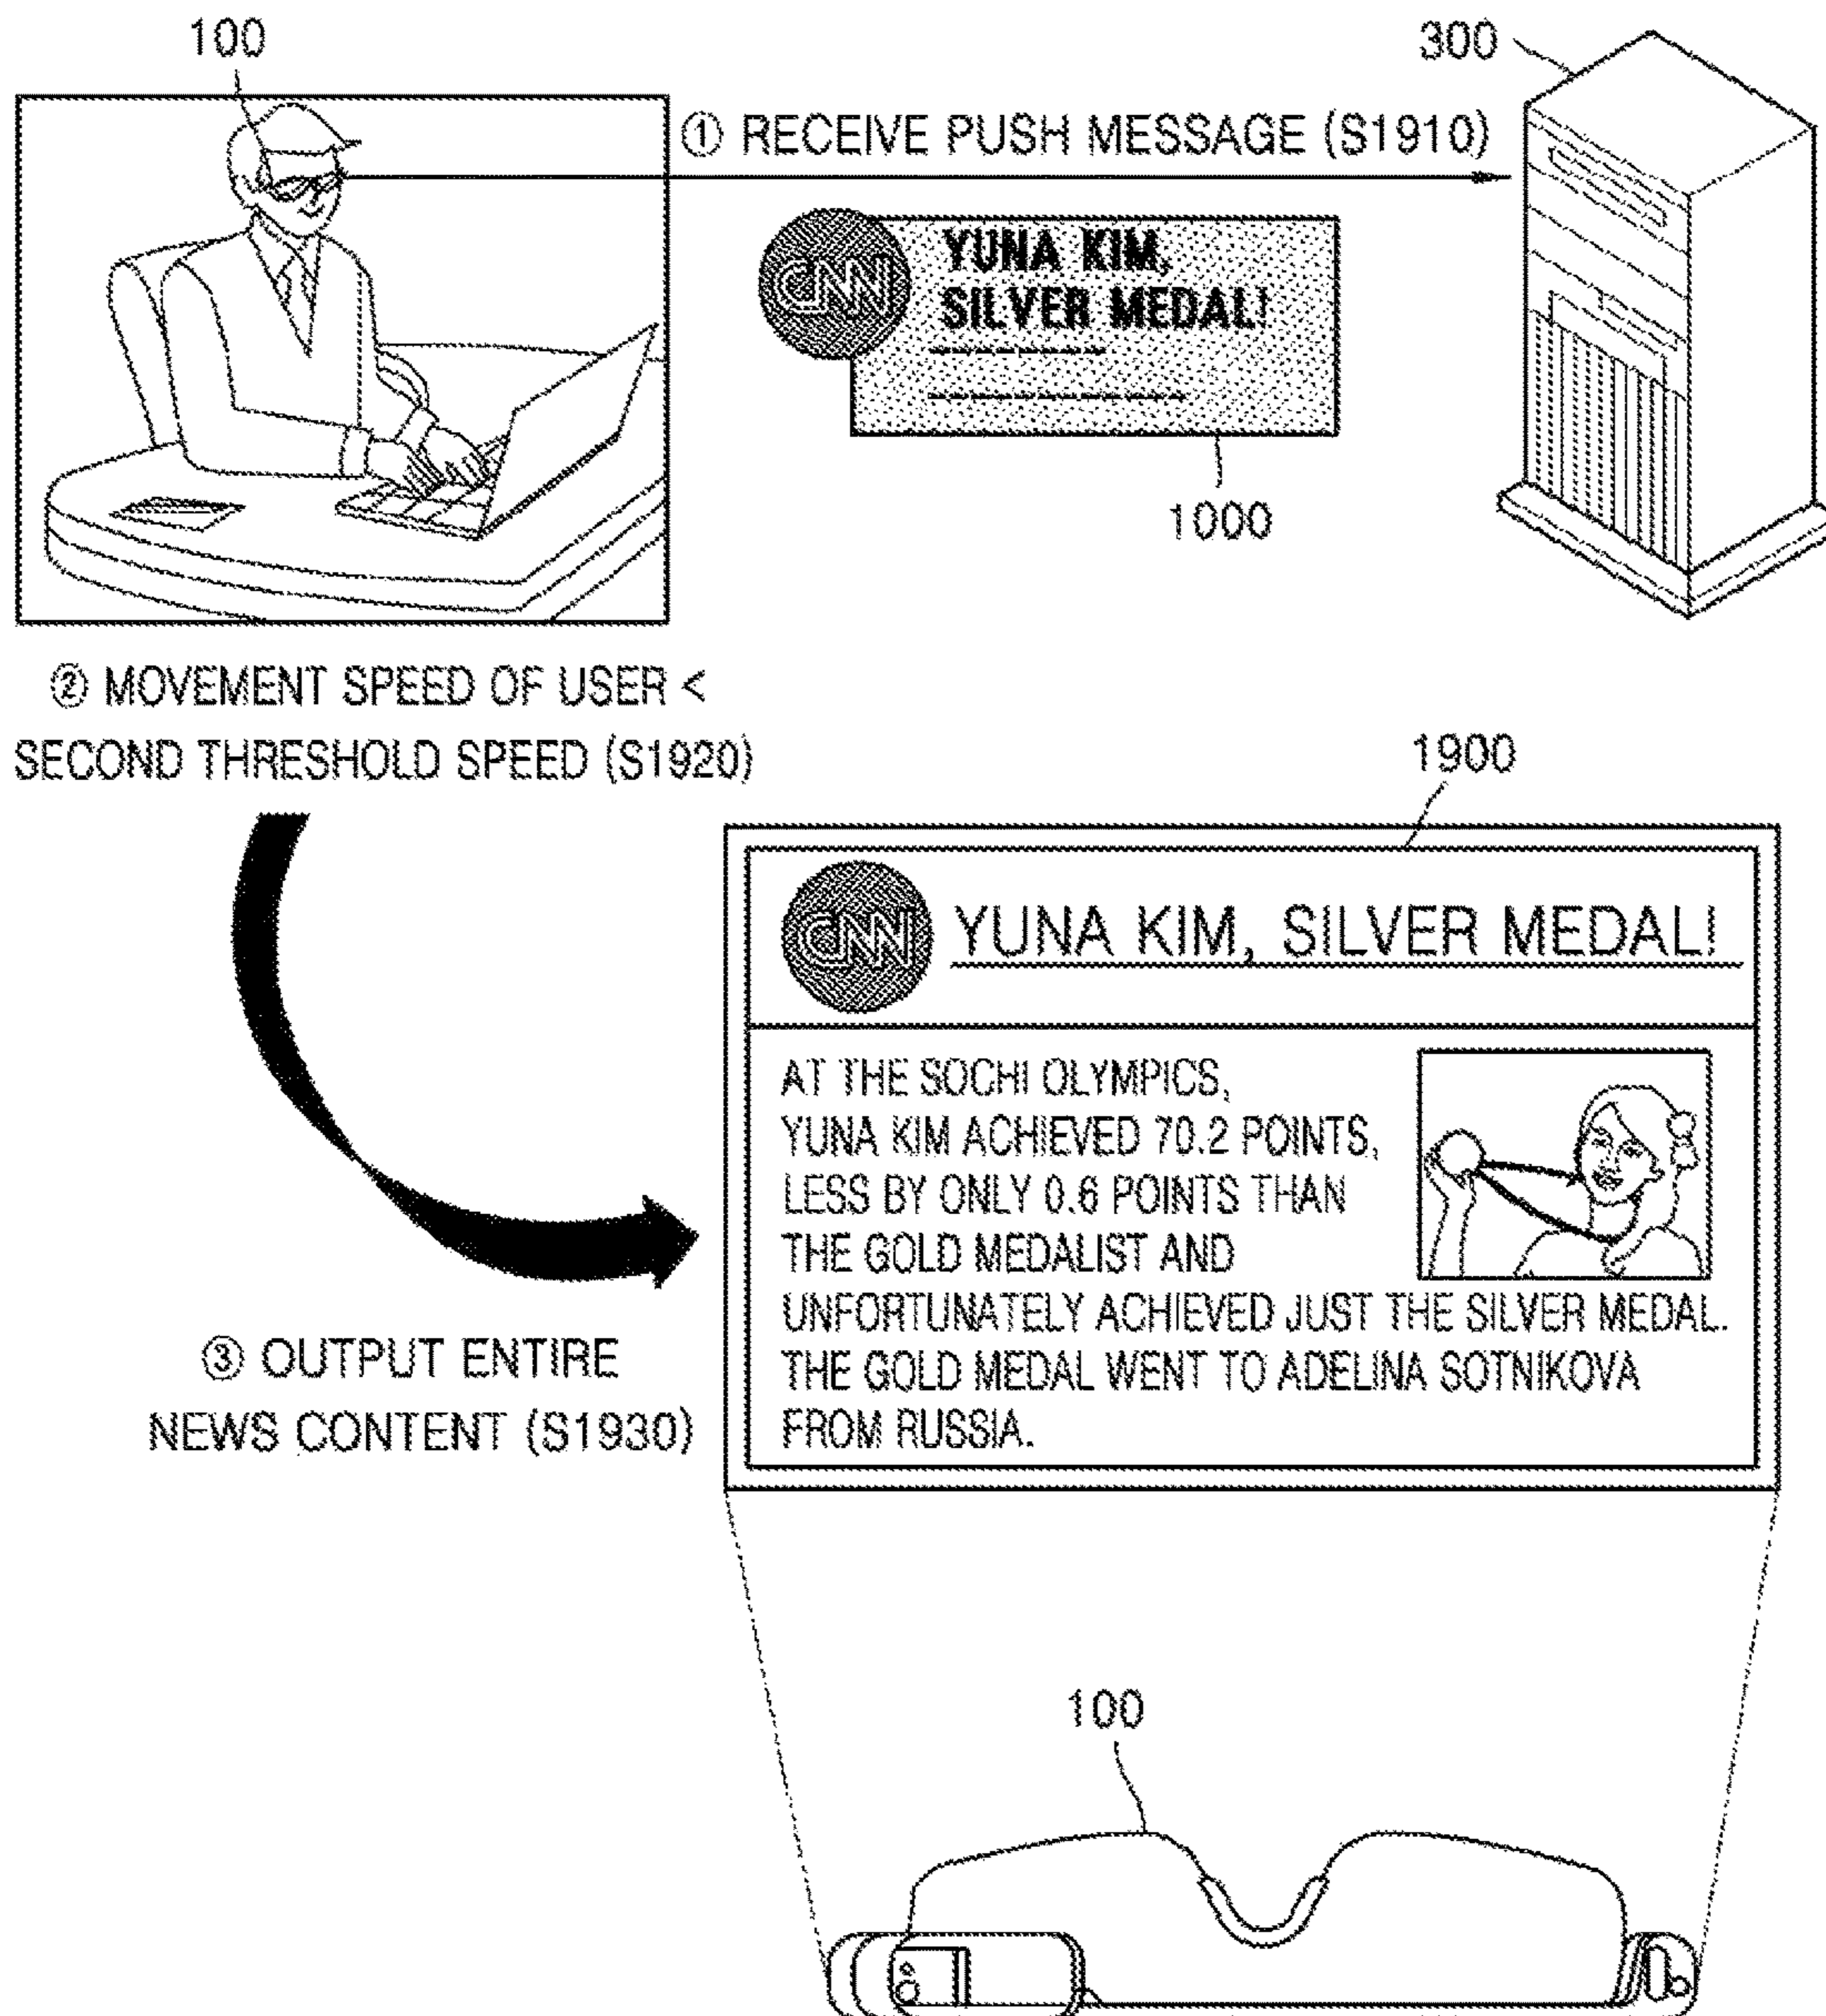 100
300
① RECEIVE PUSH MESSAGE (S1910)
CNN
YUNA KIM,
SILVER MEDAL!
1000
② MOVEMENT SPEED OF USER <
SECOND THRESHOLD SPEED (S1920)
1900
CNN YUNA KIM, SILVER MEDAL!
AT THE SOCHI OLYMPICS,
YUNA KIM ACHIEVED 70.2 POINTS,
LESS BY ONLY 0.6 POINTS THAN
THE GOLD MEDALIST AND
UNFORTUNATELY ACHIEVED JUST THE SILVER MEDAL.
THE GOLD MEDAL WENT TO ADELINA SOTNIKOVA
FROM RUSSIA.
③ OUTPUT ENTIRE
NEWS CONTENT (S1930)
100